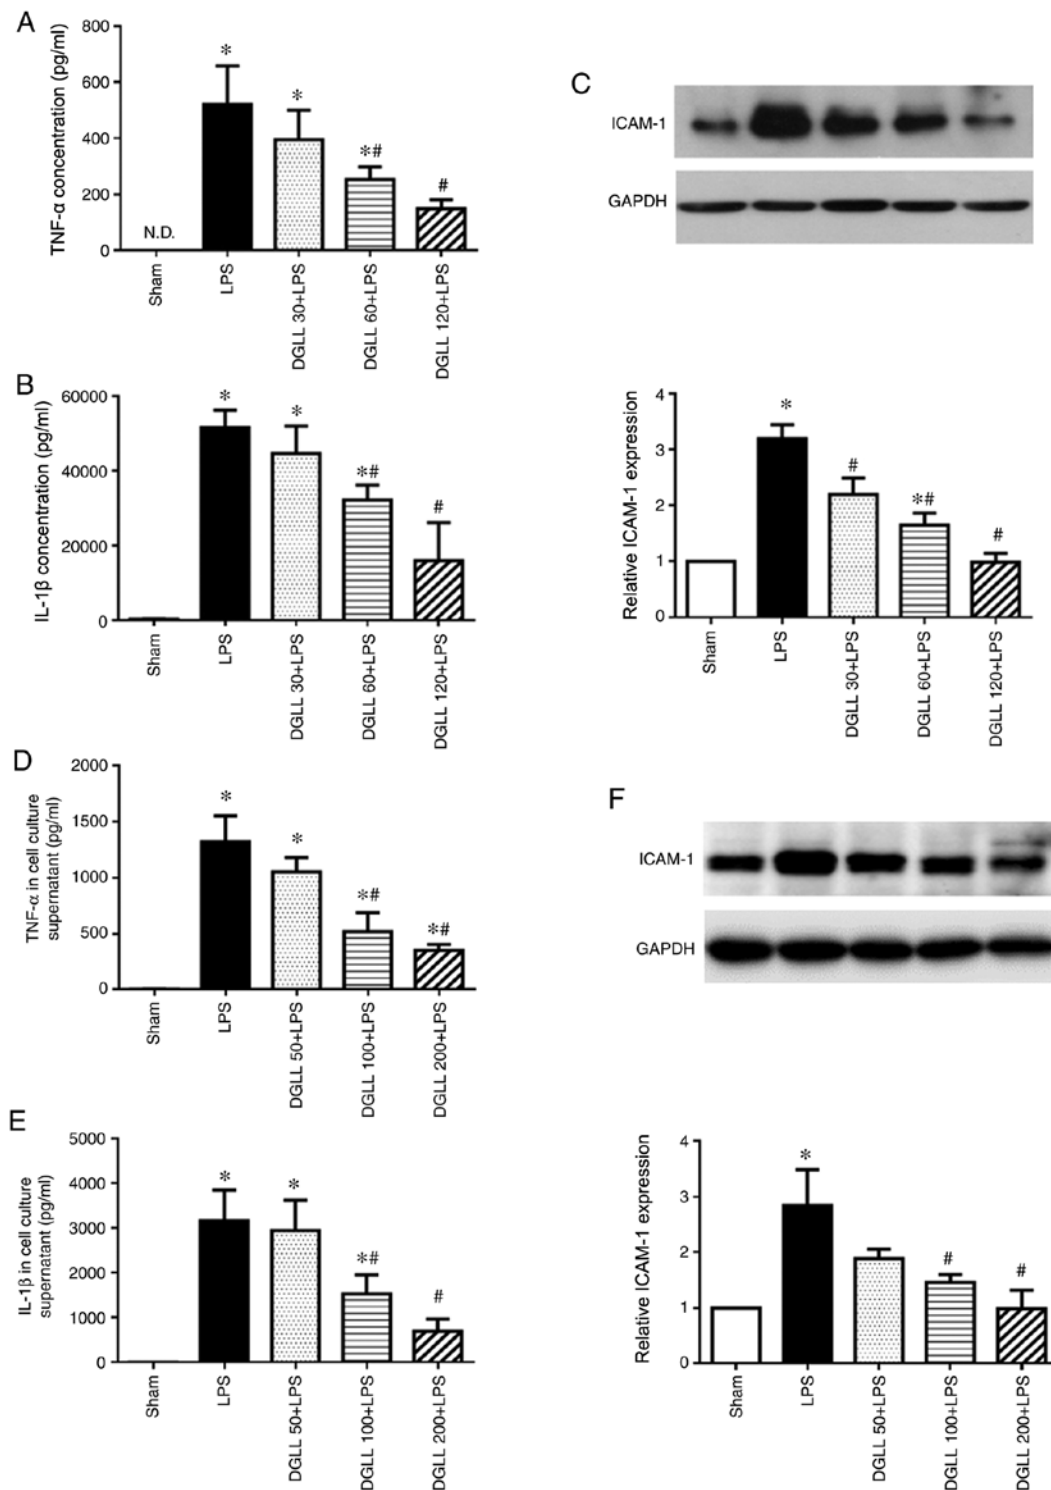 A
TNF-α concentration (pg/ml)
800
600
400
200
0
N.D.
*
*
*#
#
Sham
LPS
DGLL 30+LPS
DGLL 60+LPS
DGLL 120+LPS
B
IL-1β concentration (pg/ml)
60000
40000
20000
0
*
*
*#
#
Sham
LPS
DGLL 30+LPS
DGLL 60+LPS
DGLL 120+LPS
C
ICAM-1
GAPDH
Relative ICAM-1 expression
4
3
2
1
0
*
#
*#
#
Sham
LPS
DGLL 30+LPS
DGLL 60+LPS
DGLL 120+LPS
D
TNF-α in cell culture
supernatant (pg/ml)
2000
1500
1000
500
0
*
*
*#
*#
Sham
LPS
DGLL 50+LPS
DGLL 100+LPS
DGLL 200+LPS
E
IL-1β in cell culture
supernatant (pg/ml)
5000
4000
3000
2000
1000
0
*
*
*#
#
Sham
LPS
DGLL 50+LPS
DGLL 100+LPS
DGLL 200+LPS
F
ICAM-1
GAPDH
Relative ICAM-1 expression
4
3
2
1
0
*
#
#
Sham
LPS
DGLL 50+LPS
DGLL 100+LPS
DGLL 200+LPS